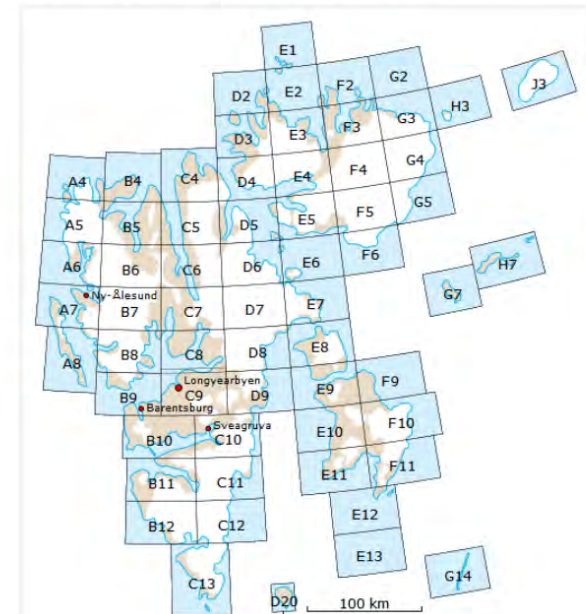 E1
D2 E2 F2 G2
J3
H3
D3 E3 F3 G3
A4 B4 C4 D4 E4 F4 G4
A5 B5 C5 D5 E5 F5 G5
A6 B6 C6 D6 E6 F6
H7
G7
Ny-Ålesund
A7 B7 C7 D7 E7
A8 B8 C8 D8 E8
Longyearbyen
B9 C9 D9 E9 F9
Barentsburg
Sveagruva
B10 C10 E10 F10
B11 C11 E11 F11
B12 C12 E12
E13
C13
G14
D20
100 km